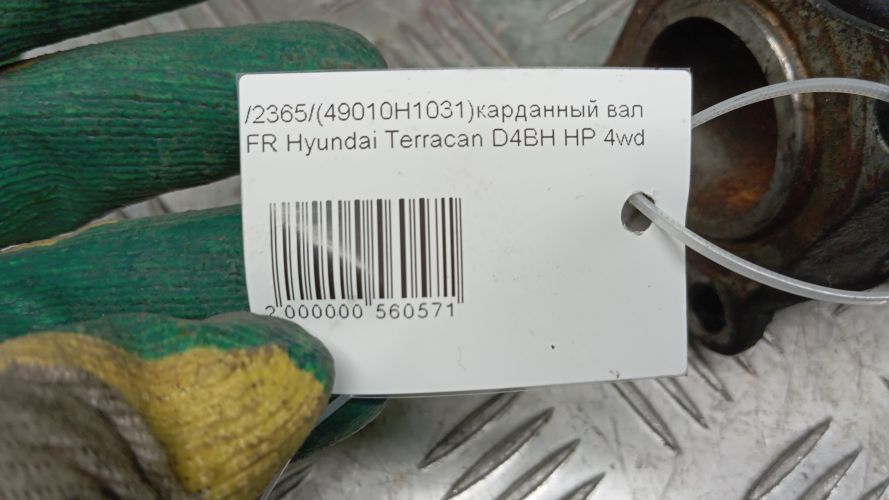 /2365/(49010H1031)карданный вал
FR Hyundai Terracan D4BH HP 4wd
2 000000 560571